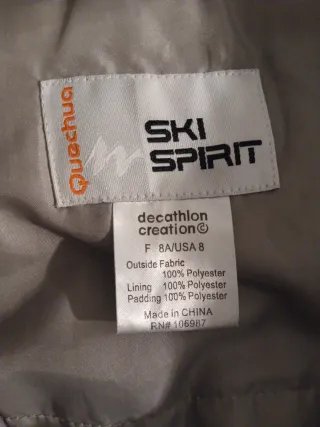 Quechua
SKI
SPIRIT
decathlon
creation©
F 8A/USA 8
Outside Fabric
100% Polyester
Lining 100% Polyester
Padding 100% Polyester
Made in CHINA
RN# 106987